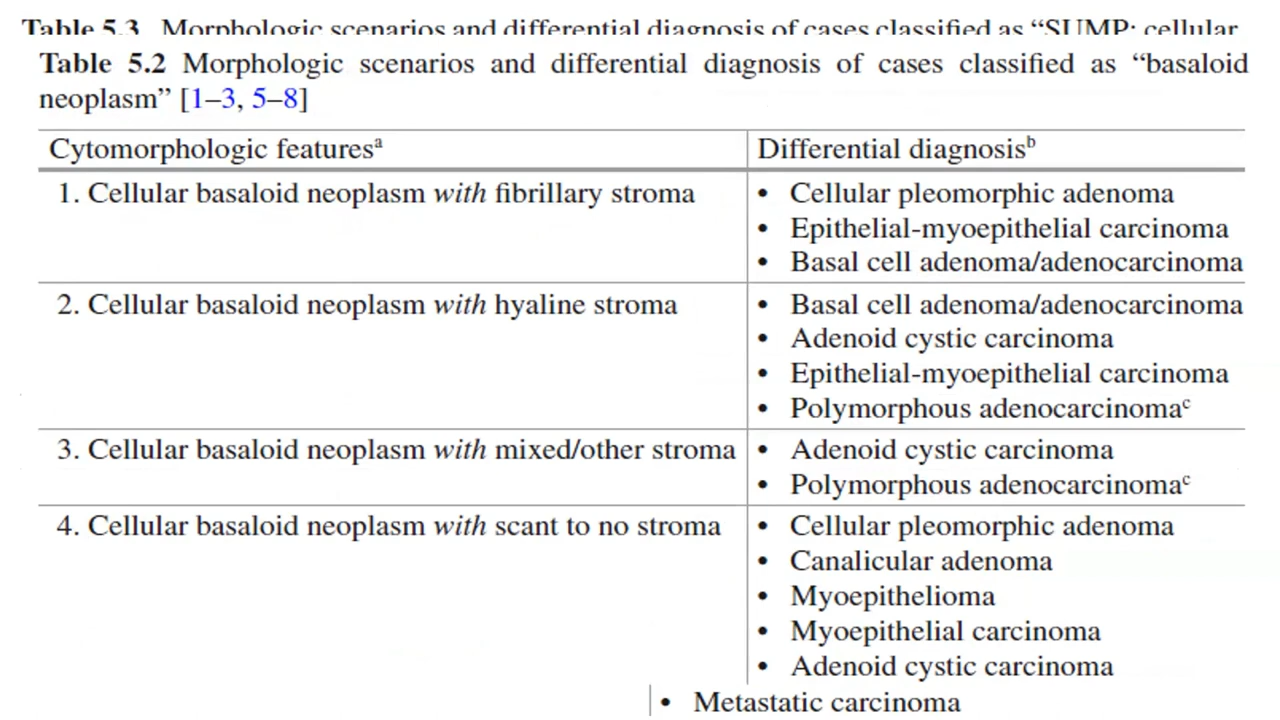 Table 5.3 Morphologic scenarios and differential diagnosis of cases classified as “SUMP: cellular
Table 5.2 Morphologic scenarios and differential diagnosis of cases classified as “basaloid
neoplasm” [1–3, 5–8]
Cytomorphologic featuresᵃ Differential diagnosisᵇ
1. Cellular basaloid neoplasm with fibrillary stroma • Cellular pleomorphic adenoma
• Epithelial-myoepithelial carcinoma
• Basal cell adenoma/adenocarcinoma
2. Cellular basaloid neoplasm with hyaline stroma • Basal cell adenoma/adenocarcinoma
• Adenoid cystic carcinoma
• Epithelial-myoepithelial carcinoma
• Polymorphous adenocarcinomaᶜ
3. Cellular basaloid neoplasm with mixed/other stroma • Adenoid cystic carcinoma
• Polymorphous adenocarcinomaᶜ
4. Cellular basaloid neoplasm with scant to no stroma • Cellular pleomorphic adenoma
• Canalicular adenoma
• Myoepithelioma
• Myoepithelial carcinoma
• Adenoid cystic carcinoma
• Metastatic carcinoma